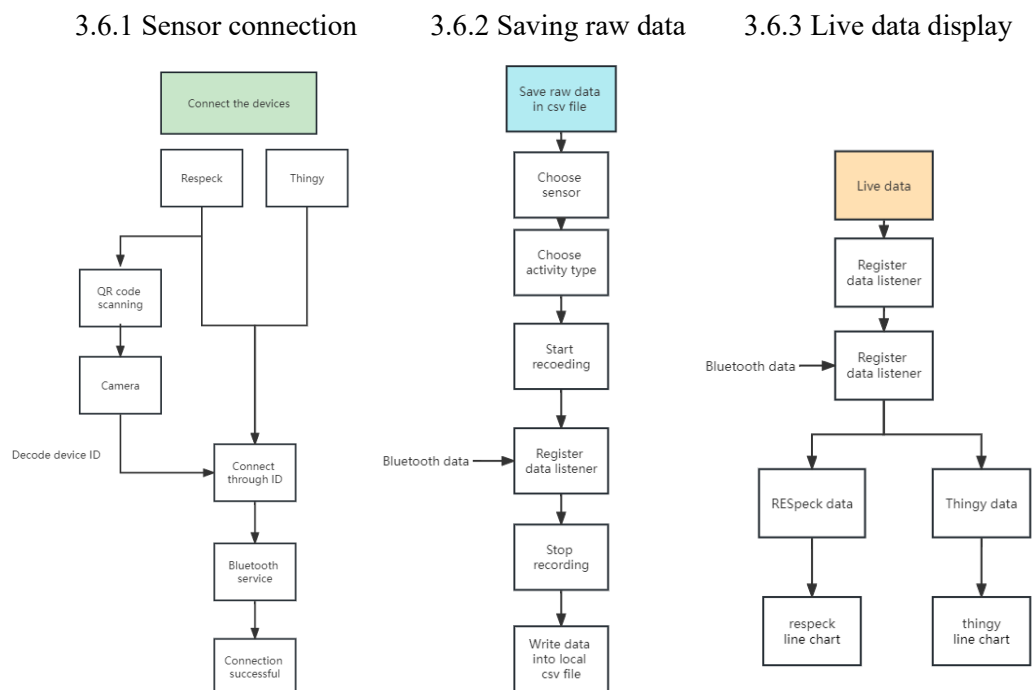 3.6.1 Sensor connection
Connect the devices
Respeck
Thingy
QR code
scanning
Camera
Decode device ID
Connect
through ID
Bluetooth
service
Connection
successful
3.6.2 Saving raw data
Save raw data
in csv file
Choose
sensor
Choose
activity type
Start
recoeding
Bluetooth data
Register
data listener
Stop
recording
Write data
into local
csv file
3.6.3 Live data display
Live data
Register
data listener
Bluetooth data
Register
data listener
RESpeck data
Thingy data
respeck
line chart
thingy
line chart